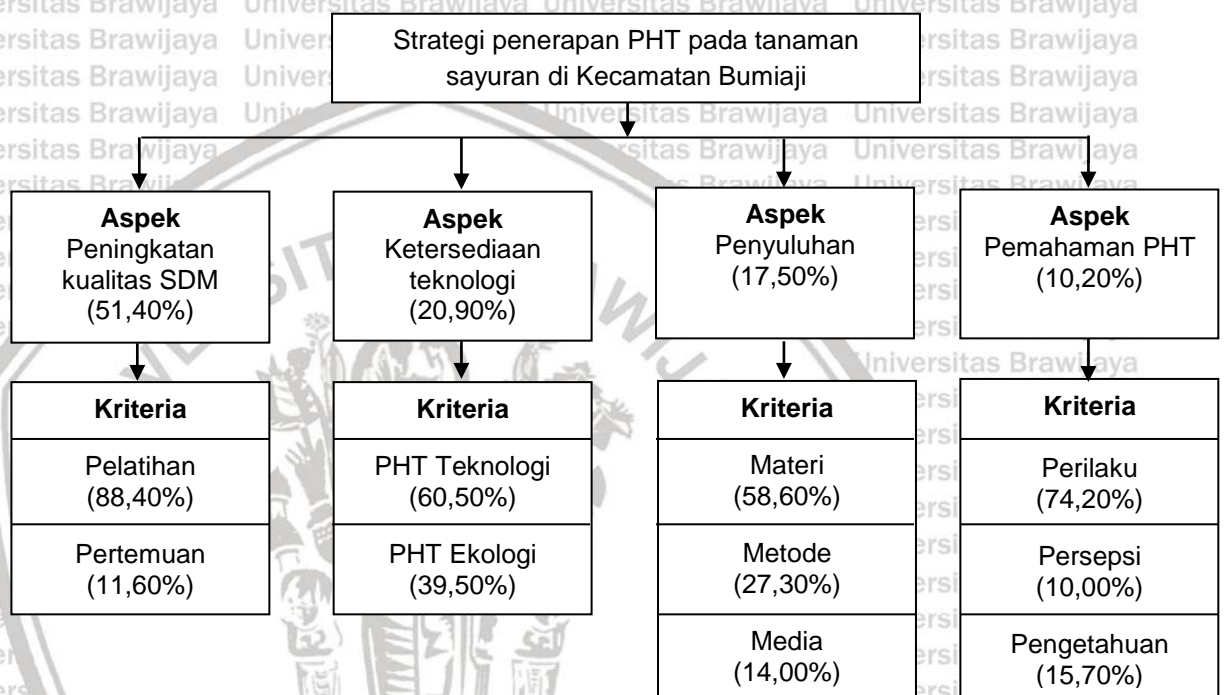 Strategi penerapan PHT pada tanaman
sayuran di Kecamatan Bumiaji
Aspek
Peningkatan
kualitas SDM
(51,40%)
Aspek
Ketersediaan
teknologi
(20,90%)
Aspek
Penyuluhan
(17,50%)
Aspek
Pemahaman PHT
(10,20%)
Kriteria
Pelatihan
(88,40%)
Pertemuan
(11,60%)
Kriteria
PHT Teknologi
(60,50%)
PHT Ekologi
(39,50%)
Kriteria
Materi
(58,60%)
Metode
(27,30%)
Media
(14,00%)
Kriteria
Perilaku
(74,20%)
Persepsi
(10,00%)
Pengetahuan
(15,70%)